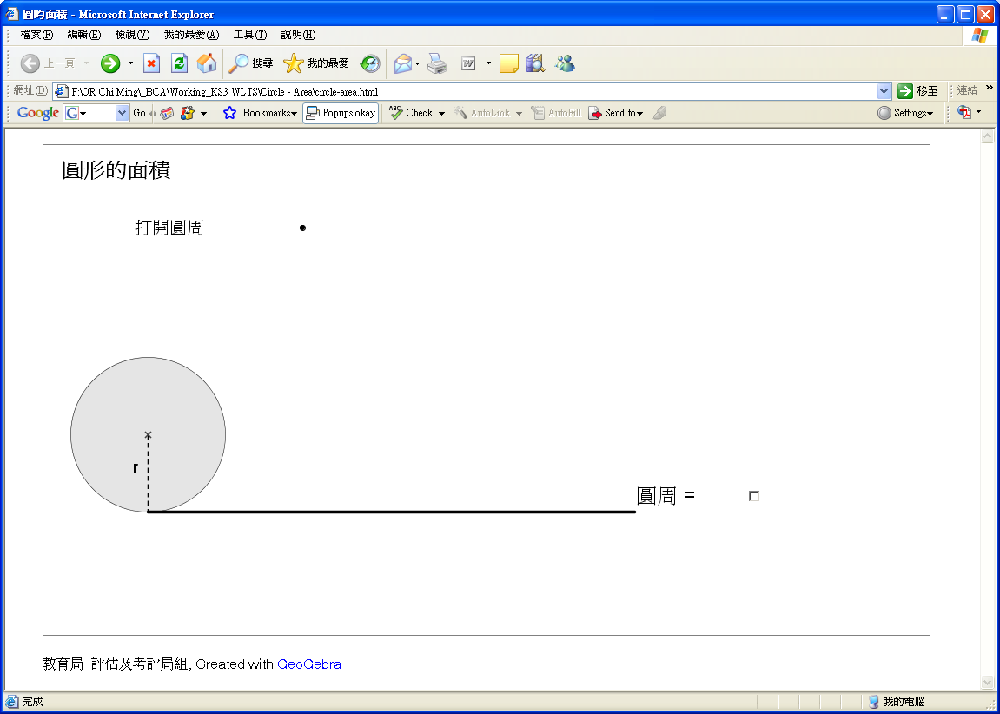 圓的面積 - Microsoft Internet Explorer
檔案(F) 編輯(E) 檢視(V) 我的最愛(A) 工具(T) 說明(H)
上一頁 搜尋 我的最愛
網址(D) F:\OR Chi Ming\_BCA\Working_KS3 WLTS\Circle - Area\circle-area.html 移至 連結 »
Google G Go Bookmarks Popups okay ABC Check AutoLink AutoFill Send to Settings
圓形的面積
打開圓周
r
圓周 =
教育局 評估及考評局組, Created with GeoGebra
完成 我的電腦